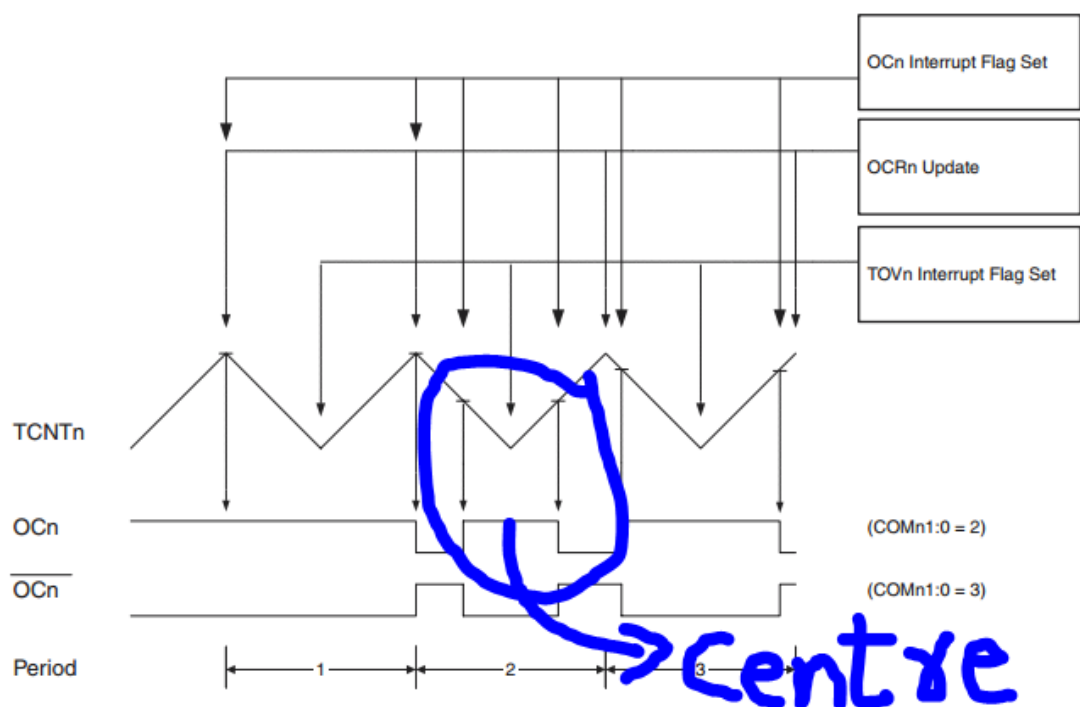 OCn Interrupt Flag Set
OCRn Update
TOVn Interrupt Flag Set
TCNTn
OCn (COMn1:0 = 2)
OCn (COMn1:0 = 3)
Period 1 2 3
Centre